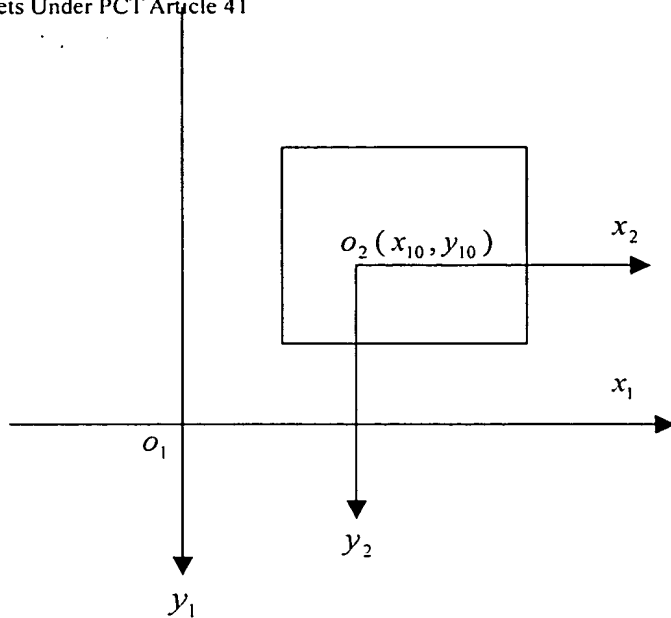 ets Under PCT Article 41
x₂
o₂ (x₁₀, y₁₀)
x₁
o₁
y₂
y₁